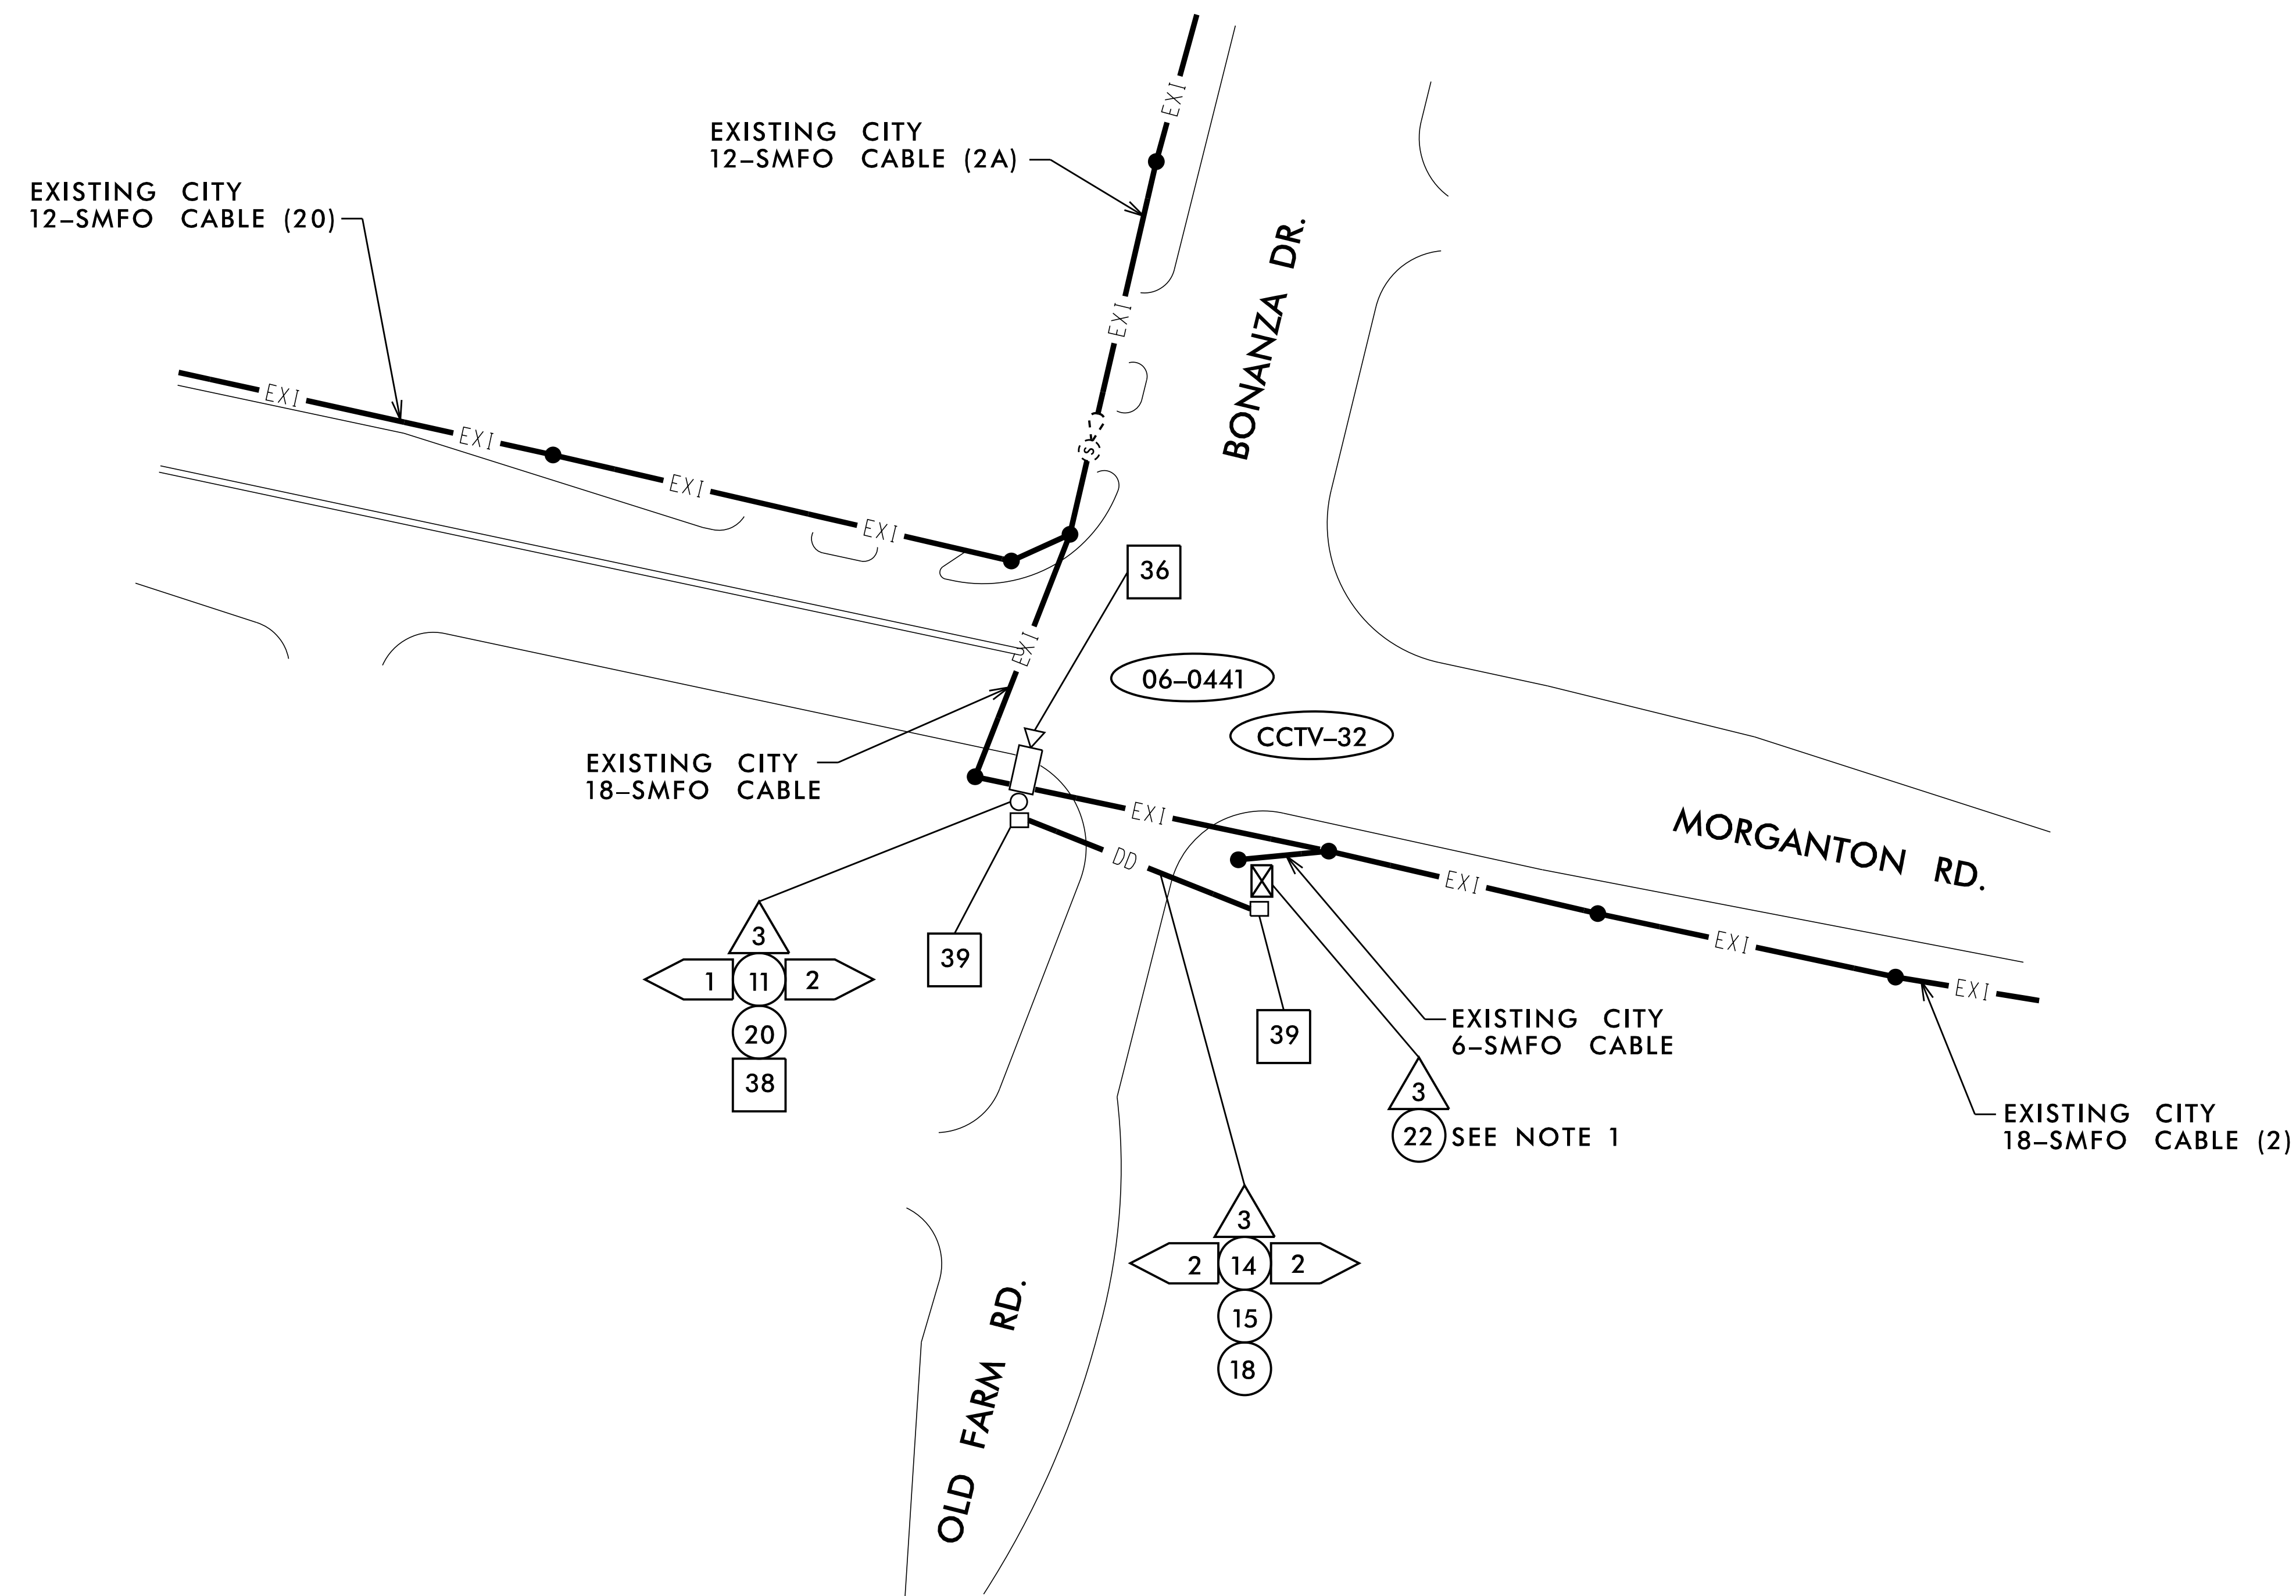 EXI
EXISTING CITY
12–SMFO CABLE (2A)
EXISTING CITY
12–SMFO CABLE (20)
BONANZA DR.
EXI
EXI
EXI
S
EXI
EXI
36
EXI
06–0441
CCTV–32
EXISTING CITY
18–SMFO CABLE
EXI
MORGANTON RD.
DD
EXI
3
1 11 2
20
38
39
EXI
EXI
39
EXISTING CITY
6–SMFO CABLE
3
22 SEE NOTE 1
EXISTING CITY
18–SMFO CABLE (2)
3
2 14 2
15
18
OLD FARM RD.